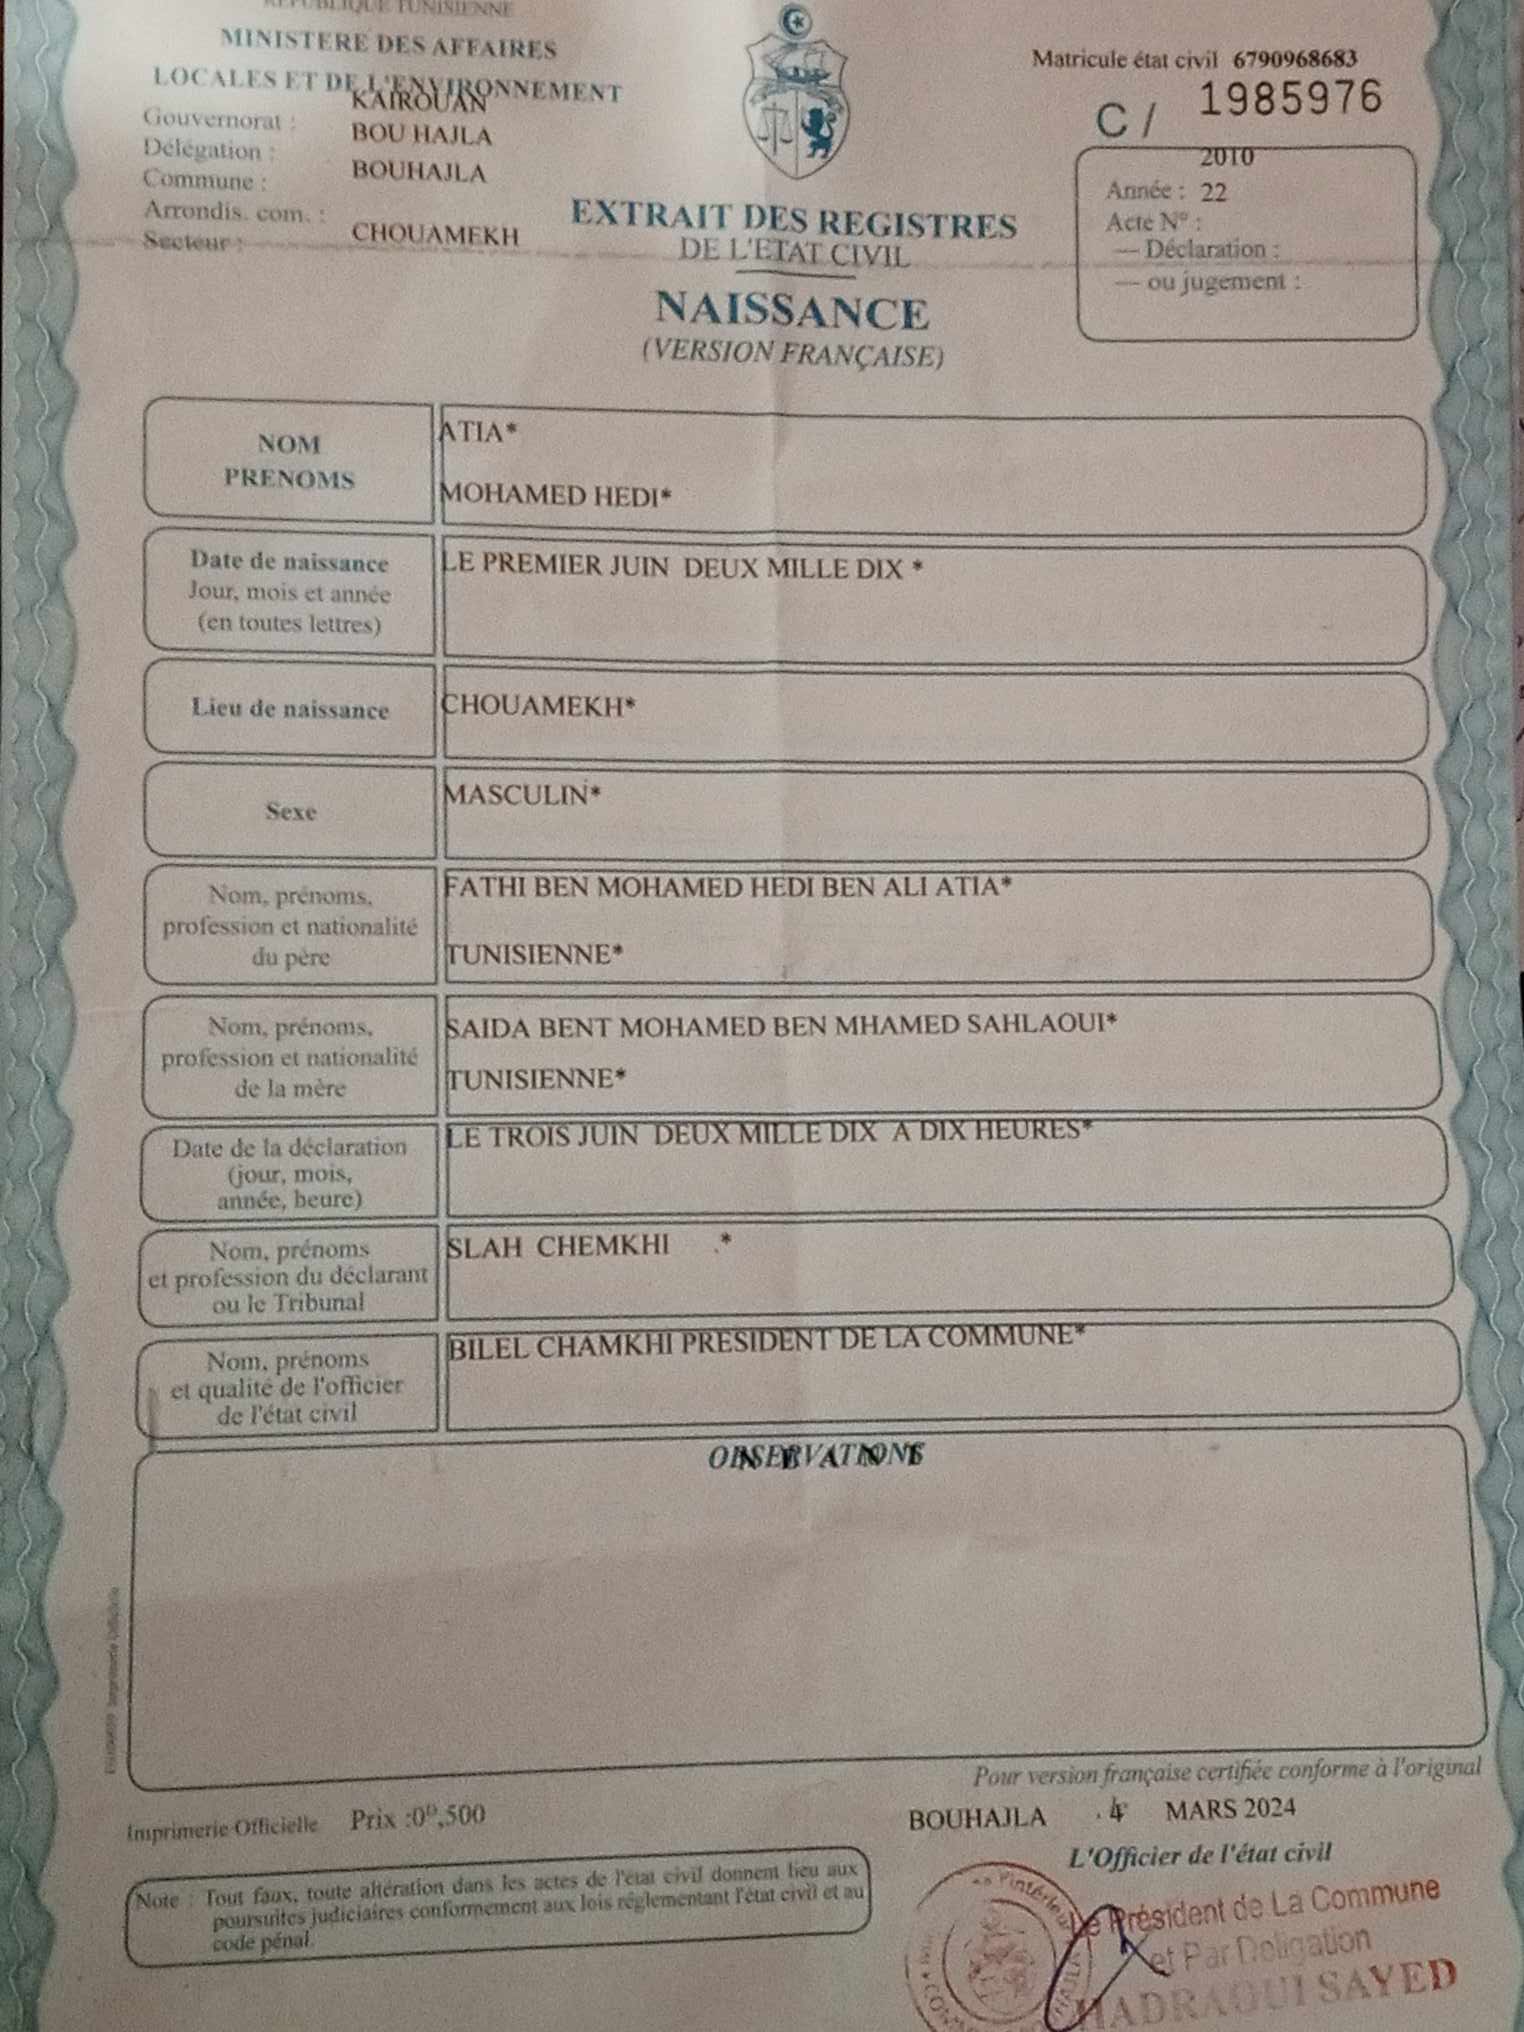 REPUBLIQUE TUNISIENNE
MINISTERE DES AFFAIRES
LOCALES ET DE L'ENVIRONNEMENT
Gouvernorat : KAIROUAN
Délégation : BOU HAJLA
Commune : BOUHAJLA
Arrondis. com. :
Secteur : CHOUAMEKH
Matricule état civil 6790968683
C / 1985976
2010
Année : 22
Acte N° :
— Déclaration :
— ou jugement :
EXTRAIT DES REGISTRES
DE L'ETAT CIVIL
NAISSANCE
(VERSION FRANÇAISE)
NOM
PRENOMS
ATIA*
MOHAMED HEDI*
Date de naissance
Jour, mois et année
(en toutes lettres)
LE PREMIER JUIN DEUX MILLE DIX *
Lieu de naissance
CHOUAMEKH*
Sexe
MASCULIN*
Nom, prénoms,
profession et nationalité
du père
FATHI BEN MOHAMED HEDI BEN ALI ATIA*
TUNISIENNE*
Nom, prénoms,
profession et nationalité
de la mère
SAIDA BENT MOHAMED BEN MHAMED SAHLAOUI*
TUNISIENNE*
Date de la déclaration
(jour, mois,
année, heure)
LE TROIS JUIN DEUX MILLE DIX A DIX HEURES*
Nom, prénoms
et profession du déclarant
ou le Tribunal
SLAH CHEMKHI .*
Nom, prénoms
et qualité de l'officier
de l'état civil
BILEL CHAMKHI PRESIDENT DE LA COMMUNE*
OBSERVATIONS
Pour version française certifiée conforme à l'original
Imprimerie Officielle Prix :0ᴰ,500
BOUHAJLA 4 MARS 2024
L'Officier de l'état civil
Note : Tout faux, toute altération dans les actes de l'état civil donnent lieu aux
poursuites judiciaires conformement aux lois réglementant l'état civil et au
code pénal.
Le Président de La Commune
et Par Deligation
HADRAOUI SAYED